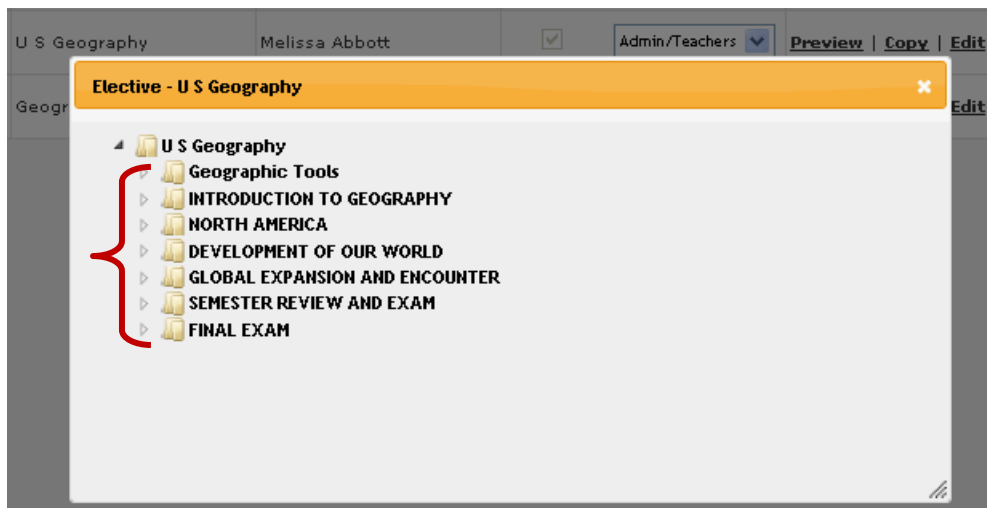 U S Geography Melissa Abbott Admin/Teachers Preview | Copy | Edit
Elective - U S Geography
Geogr Edit
U S Geography
Geographic Tools
INTRODUCTION TO GEOGRAPHY
NORTH AMERICA
DEVELOPMENT OF OUR WORLD
GLOBAL EXPANSION AND ENCOUNTER
SEMESTER REVIEW AND EXAM
FINAL EXAM